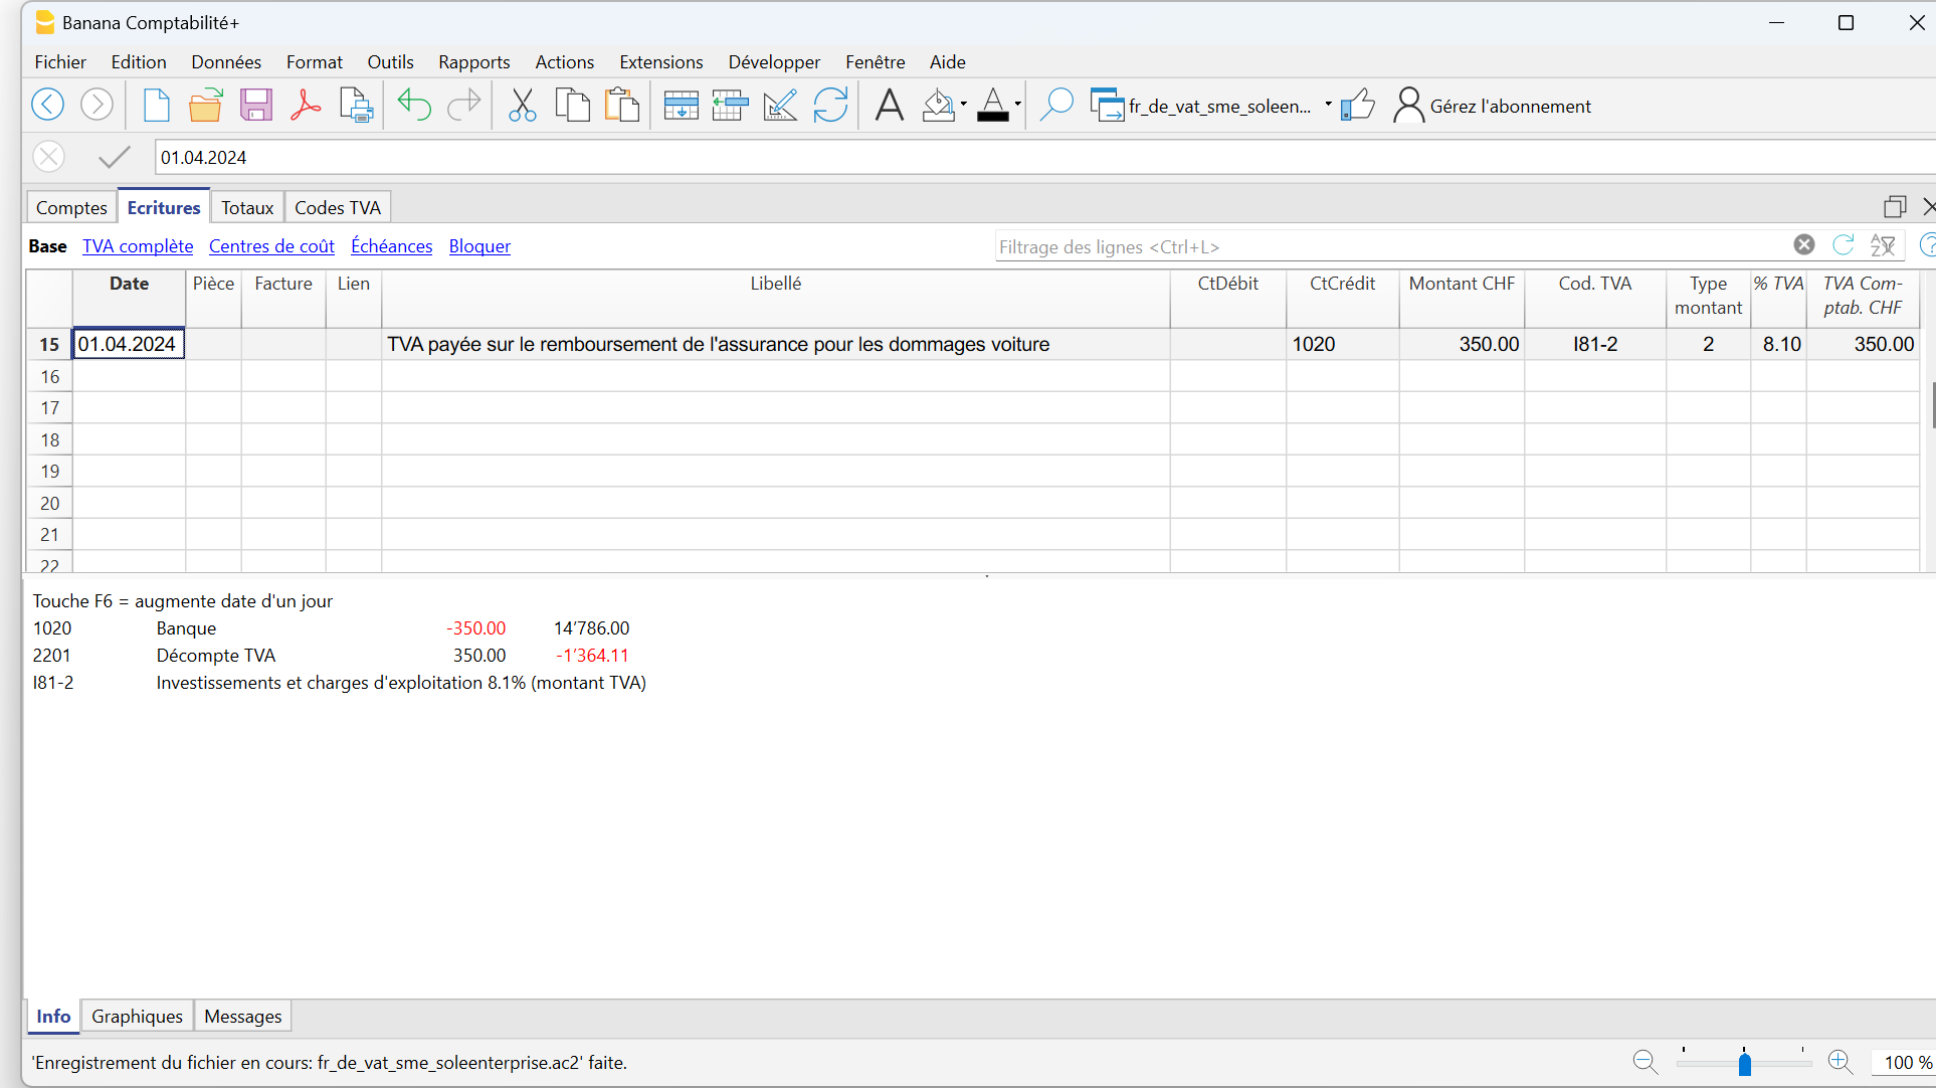 Banana Comptabilité+
Fichier Edition Données Format Outils Rapports Actions Extensions Développer Fenêtre Aide
fr_de_vat_sme_soleen... Gérez l'abonnement
01.04.2024
Comptes Ecritures Totaux Codes TVA
Base TVA complète Centres de coût Échéances Bloquer Filtrage des lignes <Ctrl+L>
Date Pièce Facture Lien Libellé CtDébit CtCrédit Montant CHF Cod. TVA Type montant % TVA TVA Com-ptab. CHF
15 01.04.2024 TVA payée sur le remboursement de l'assurance pour les dommages voiture 1020 350.00 I81-2 2 8.10 350.00
16
17
18
19
20
21
22
Touche F6 = augmente date d'un jour
1020 Banque -350.00 14'786.00
2201 Décompte TVA 350.00 -1'364.11
I81-2 Investissements et charges d'exploitation 8.1% (montant TVA)
Info Graphiques Messages
'Enregistrement du fichier en cours: fr_de_vat_sme_soleenterprise.ac2' faite. 100 %